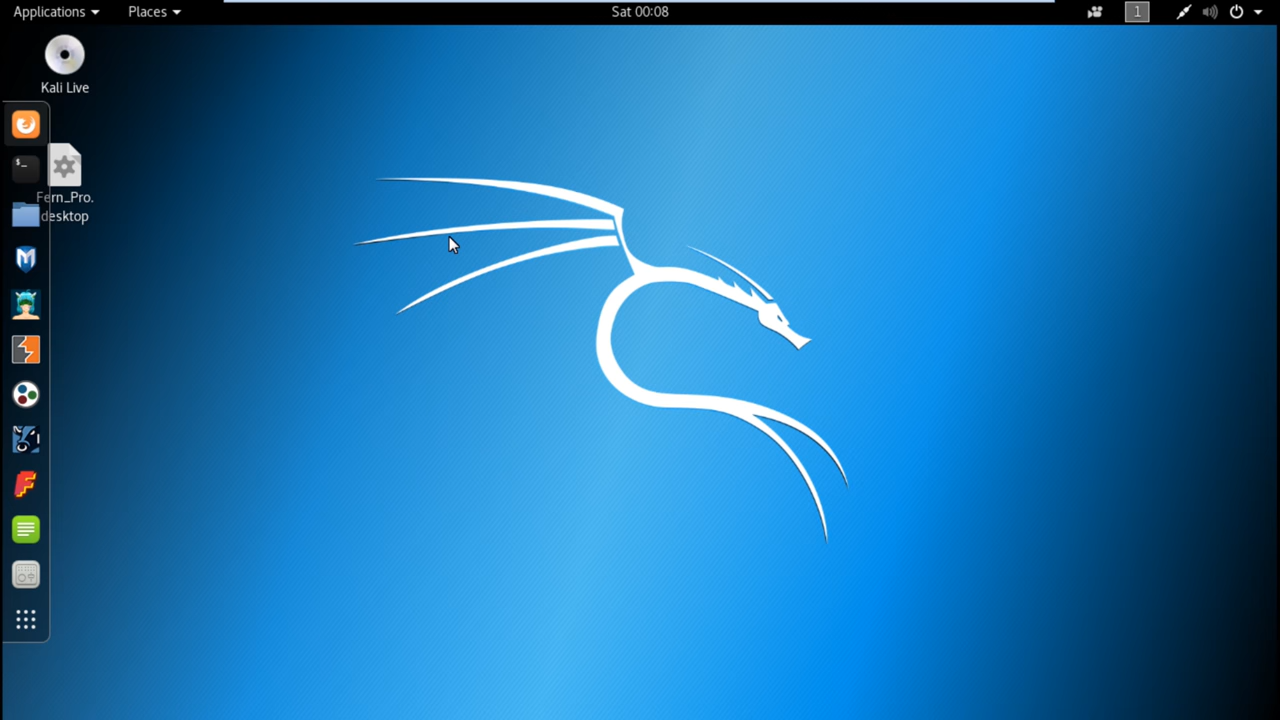 Applications
Places
Sat 00:08
1
Kali Live
$_
Fern_Pro.
desktop